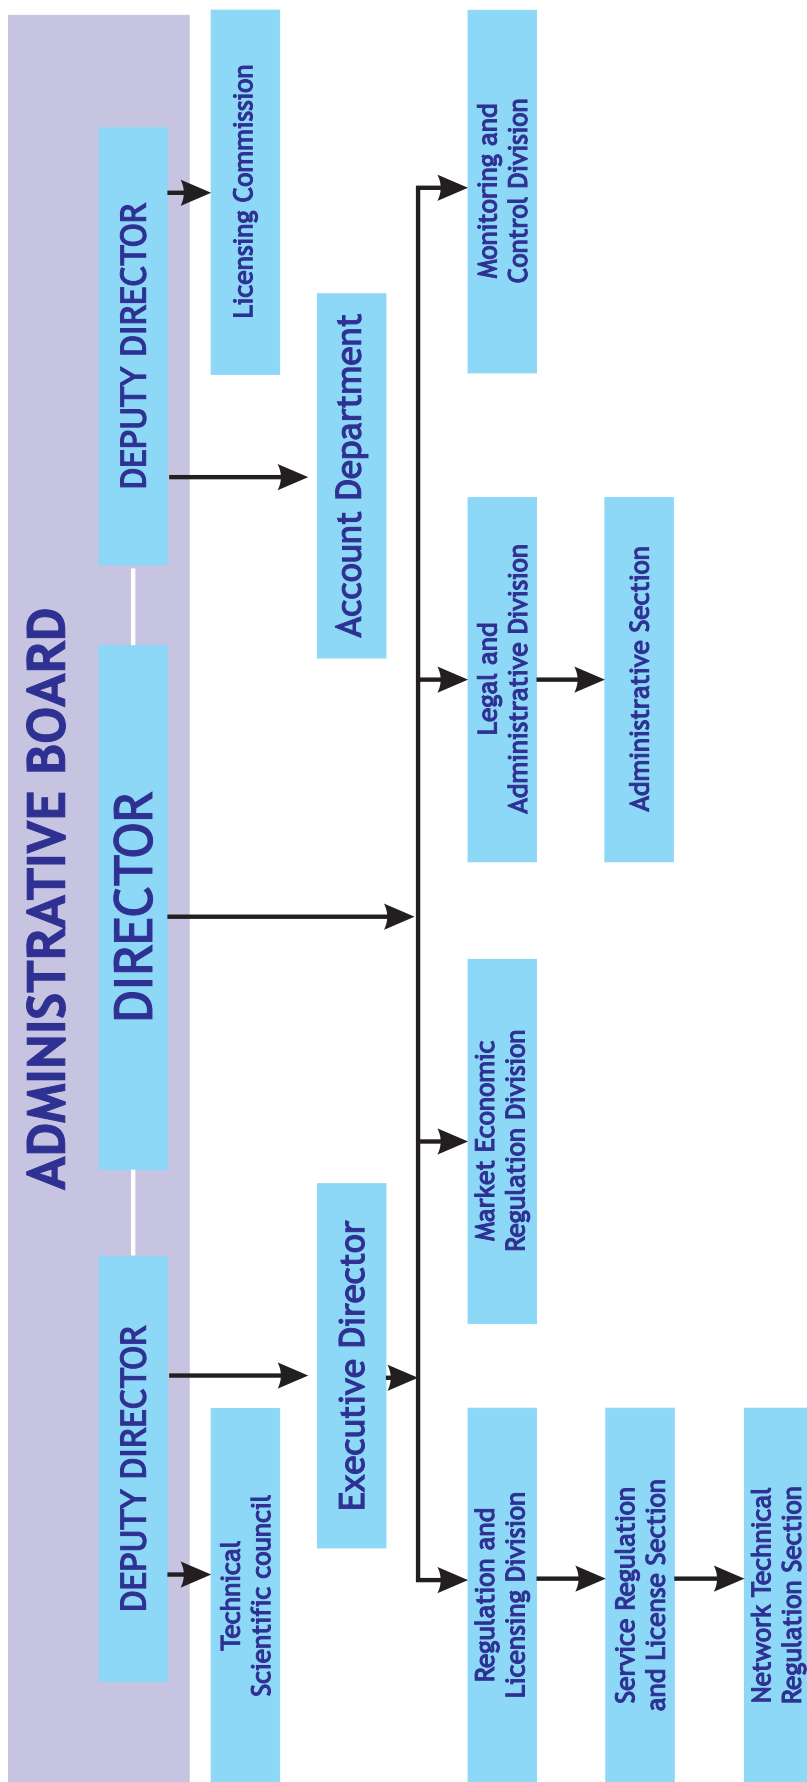 ADMINISTRATIVE BOARD
DEPUTY DIRECTOR
DIRECTOR
DEPUTY DIRECTOR
Technical
Scientific council
Licensing Commission
Executive Director
Account Department
Regulation and
Licensing Division
Market Economic
Regulation Division
Legal and
Administrative Division
Monitoring and
Control Division
Service Regulation
and License Section
Administrative Section
Network Technical
Regulation Section